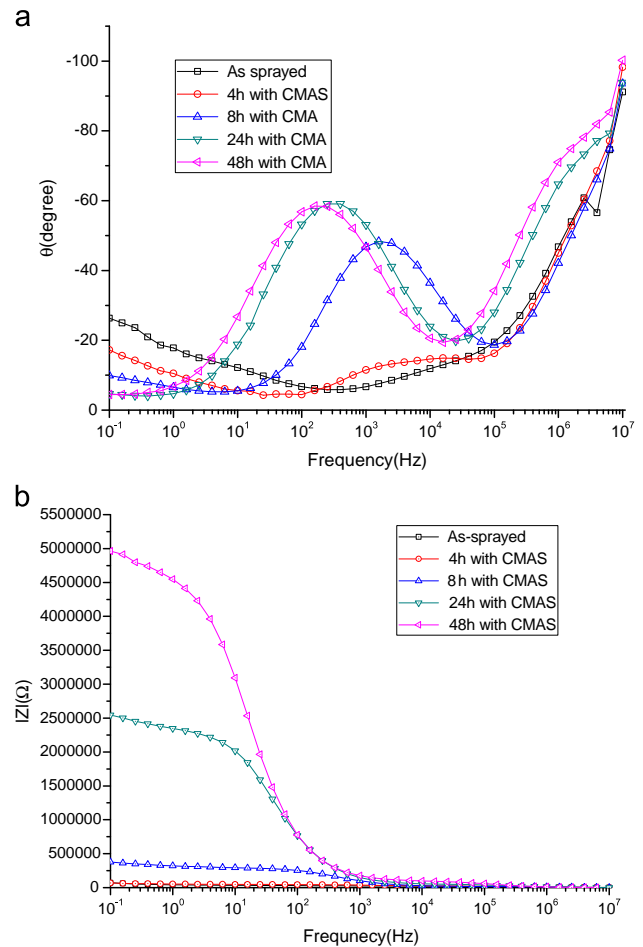 a
-100
-80
-60
-40
-20
0
θ(degree)
As sprayed
4h with CMAS
8h with CMA
24h with CMA
48h with CMA
10-1 100 101 102 103 104 105 106 107
Frequency(Hz)
b
5500000
5000000
4500000
4000000
3500000
3000000
2500000
2000000
1500000
1000000
500000
0
IZI(Ω)
As-sprayed
4h with CMAS
8h with CMAS
24h with CMAS
48h with CMAS
10-1 100 101 102 103 104 105 106 107
Frequnecy(Hz)